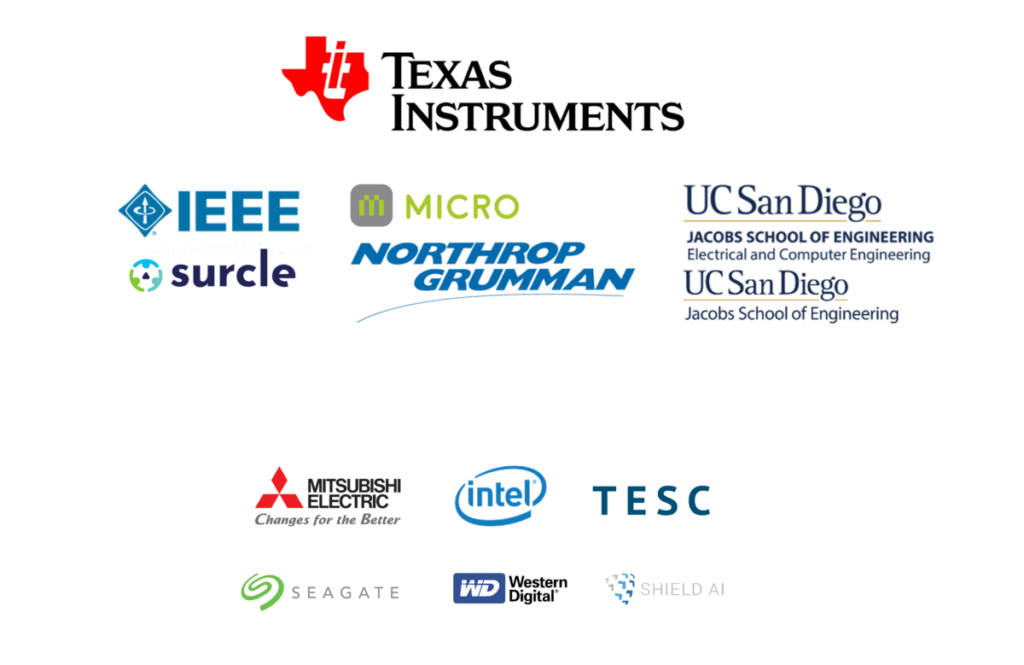 ti
TEXAS
INSTRUMENTS
IEEE
surcle
m MICRO
NORTHROP
GRUMMAN
UC San Diego
JACOBS SCHOOL OF ENGINEERING
Electrical and Computer Engineering
UC San Diego
Jacobs School of Engineering
MITSUBISHI
ELECTRIC
Changes for the Better
intel®
TESC
SEAGATE
WD Western
Digital®
SHIELD AI